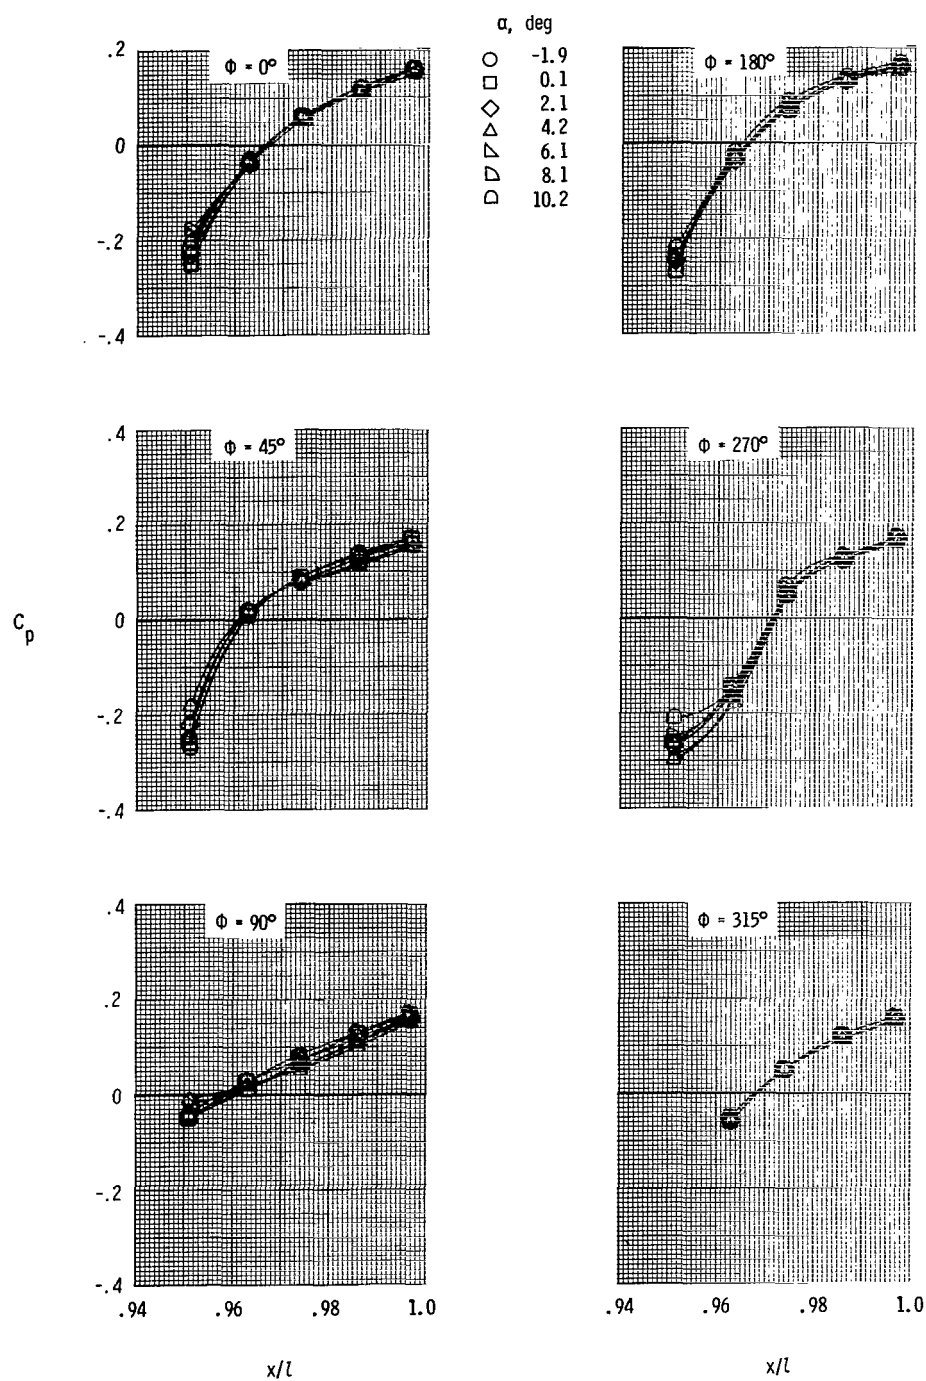 α, deg
-1.9
0.1
2.1
4.2
6.1
8.1
10.2
Φ = 0°
.2
0
-.2
-.4
Φ = 180°
Φ = 45°
.4
.2
0
-.2
-.4
Φ = 270°
Cp
Φ = 90°
.4
.2
0
-.2
-.4
.94 .96 .98 1.0
x/l
Φ = 315°
.94 .96 .98 1.0
x/l